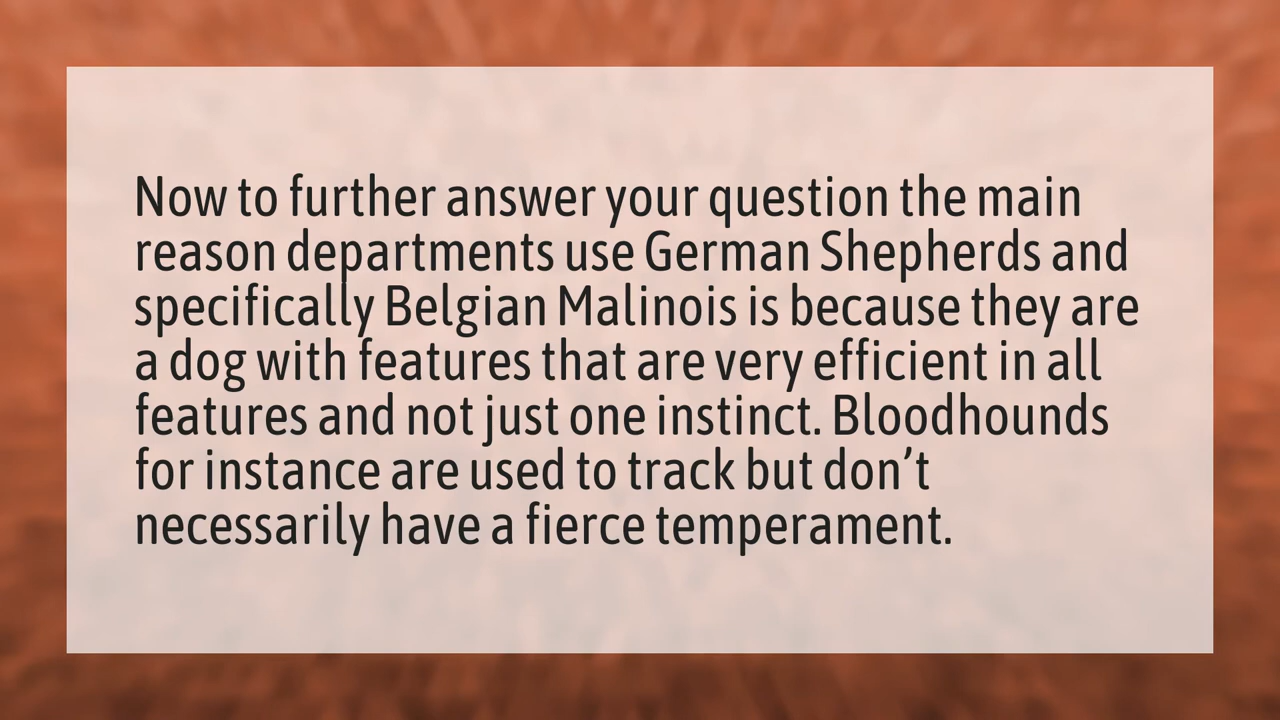 Now to further answer your question the main
reason departments use German Shepherds and
specifically Belgian Malinois is because they are
a dog with features that are very efficient in all
features and not just one instinct. Bloodhounds
for instance are used to track but don’t
necessarily have a fierce temperament.